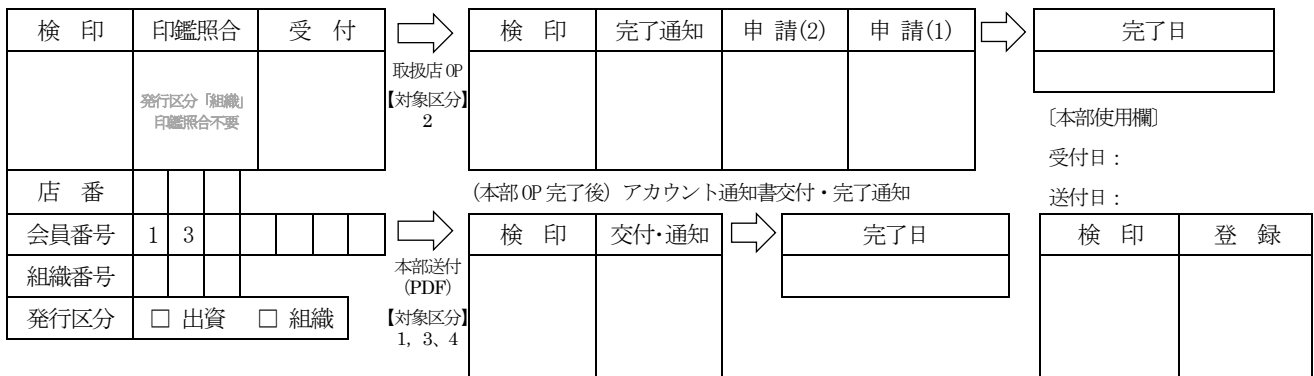 検 印 印鑑照合 受 付 検 印 完了通知 申 請(2) 申 請(1) 完了日
取扱店OP
【対象区分】
2
発行区分「組織」
印鑑照合不要
〔本部使用欄〕
受付日：
送付日：
店 番
(本部OP完了後) アカウント通知書交付・完了通知
会員番号 1 3 検 印 交付・通知 完了日 検 印 登 録
組織番号
本部送付
(PDF)
発行区分 □ 出資 □ 組織
【対象区分】
1, 3、4